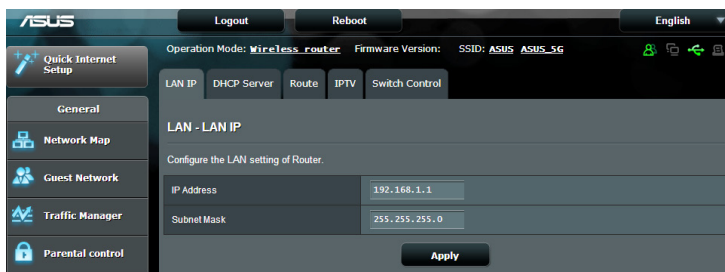 ASUS
Logout
Reboot
English
Quick Internet Setup
Operation Mode: Wireless router Firmware Version: SSID: ASUS ASUS_5G
LAN IP
DHCP Server
Route
IPTV
Switch Control
General
Network Map
Guest Network
Traffic Manager
Parental control
LAN - LAN IP
Configure the LAN setting of Router.
IP Address 192.168.1.1
Subnet Mask 255.255.255.0
Apply